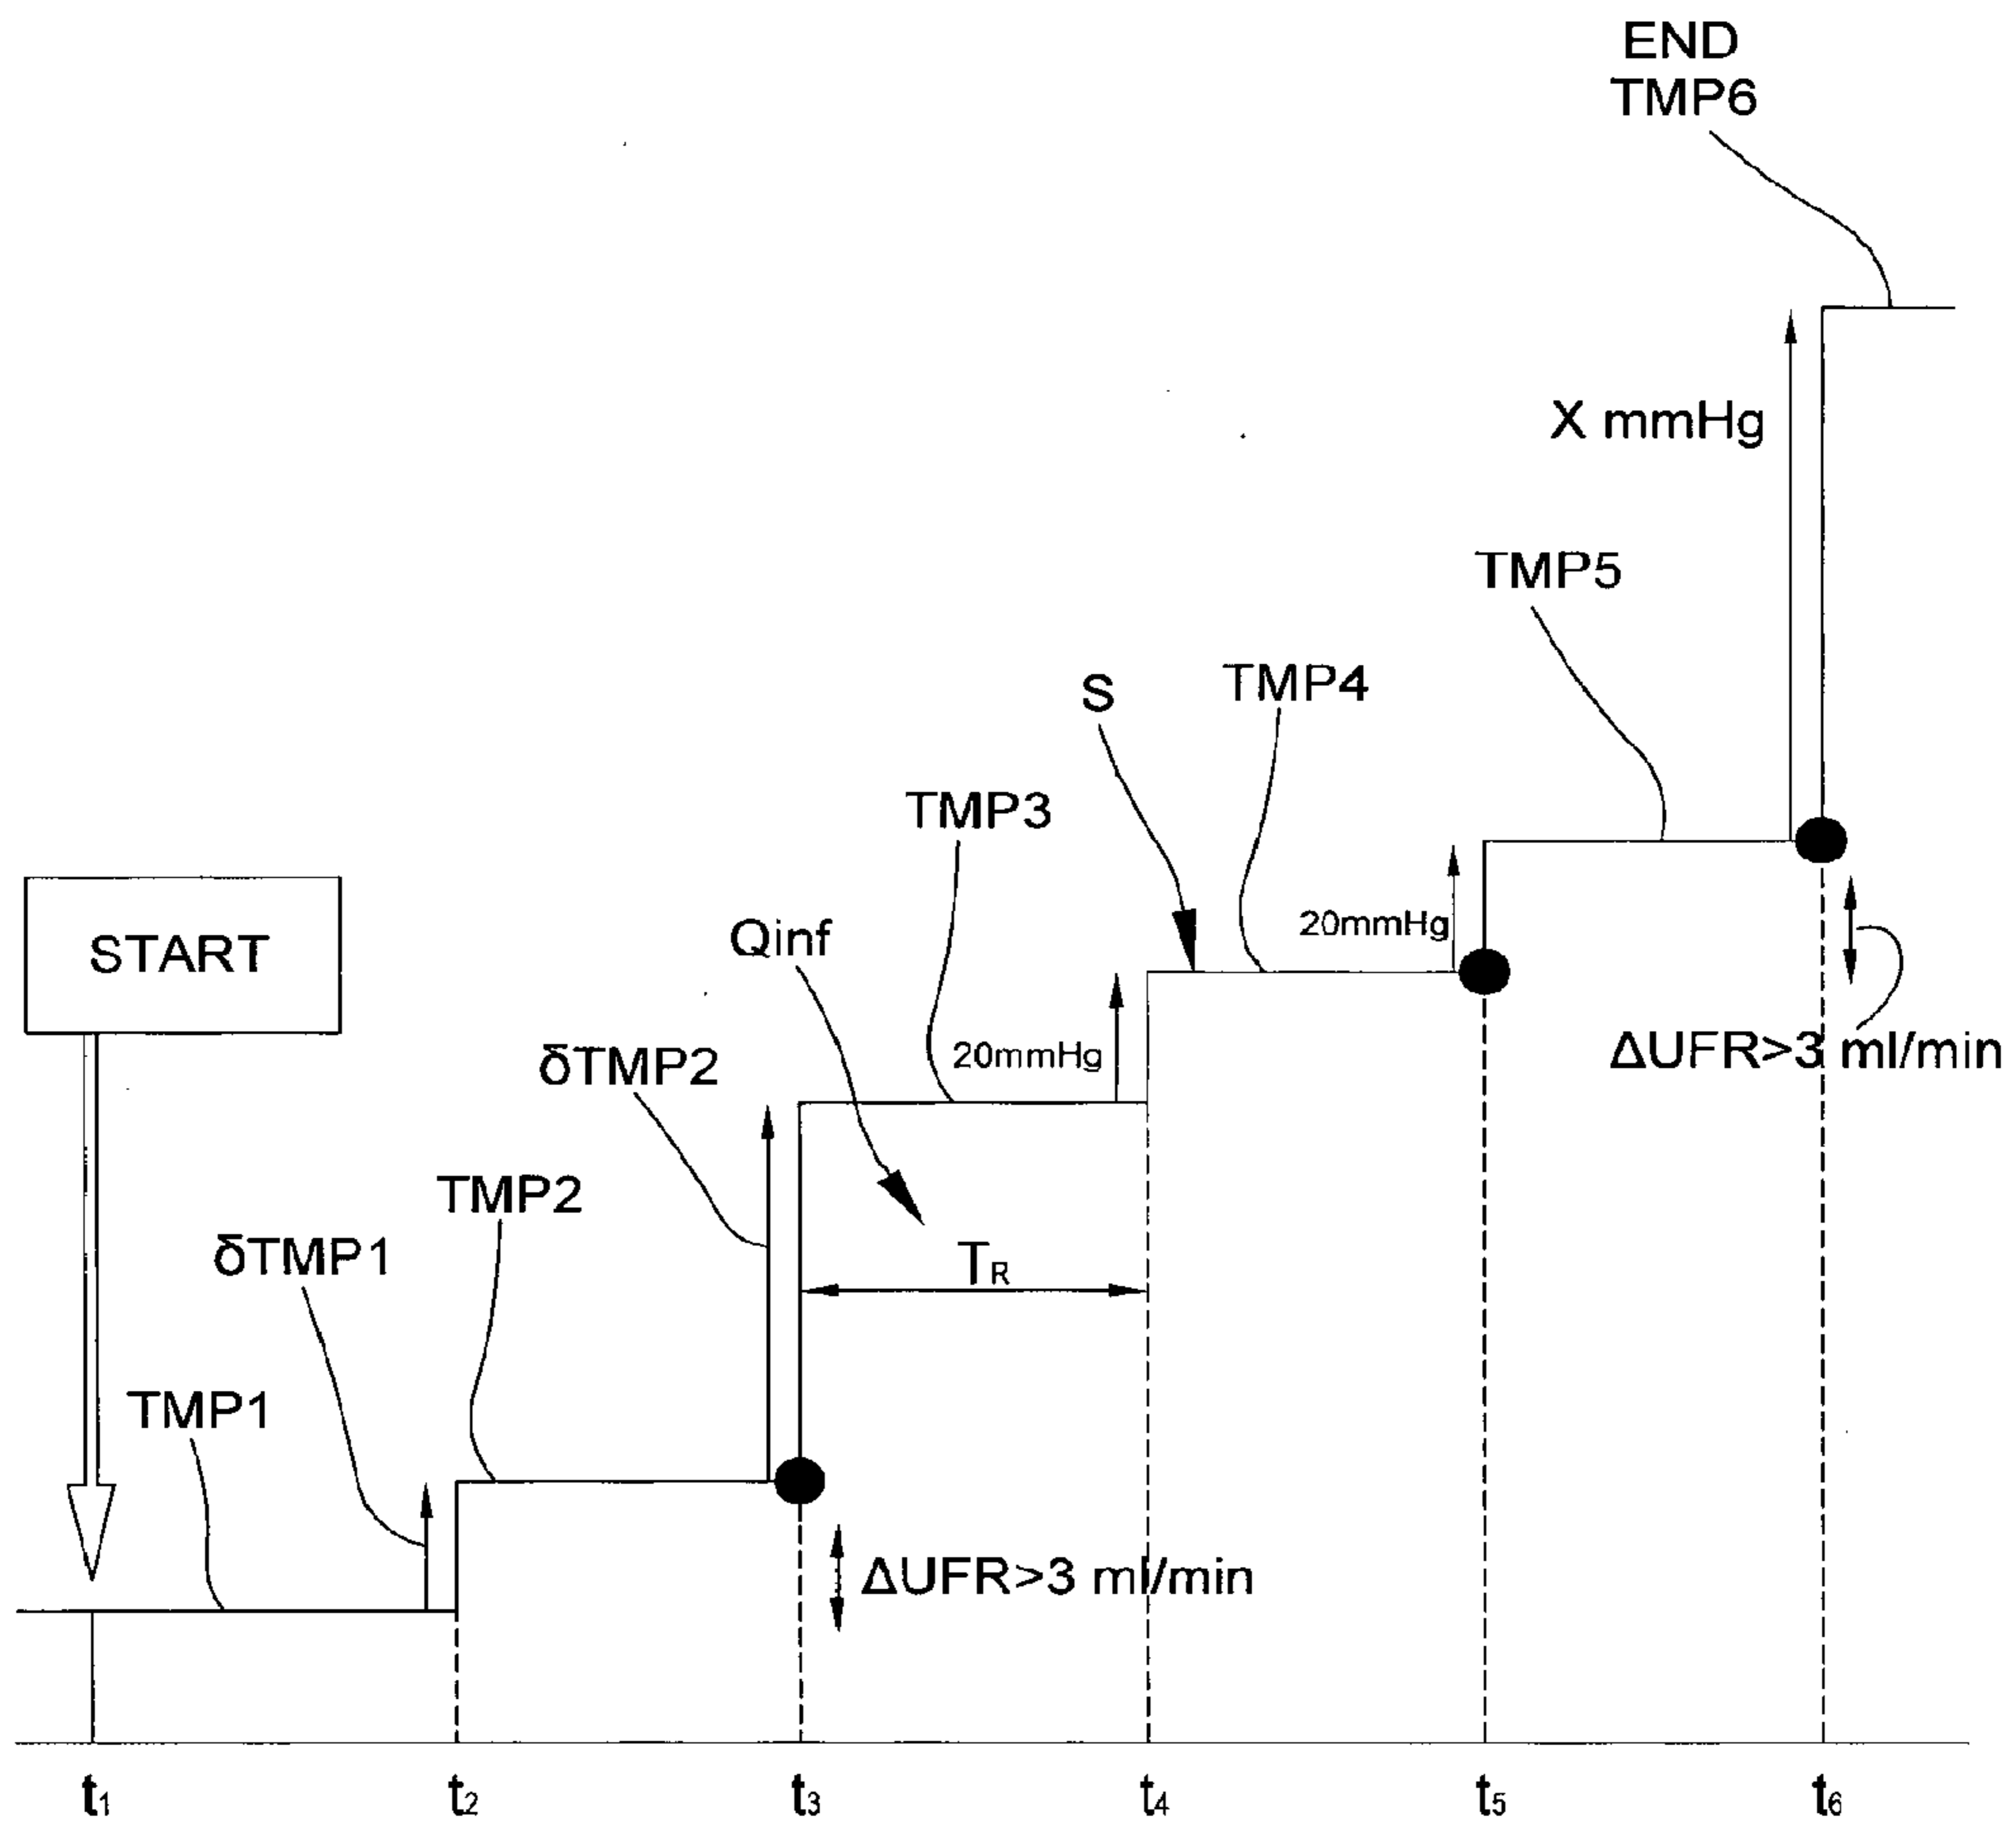 END
TMP6
X mmHg
TMP5
TMP4
S
TMP3
20mmHg
Qinf
START
20mmHg
ΔUFR>3 ml/min
δTMP2
TMP2
δTMP1
TR
TMP1
ΔUFR>3 ml/min
t1 t2 t3 t4 t5 t6